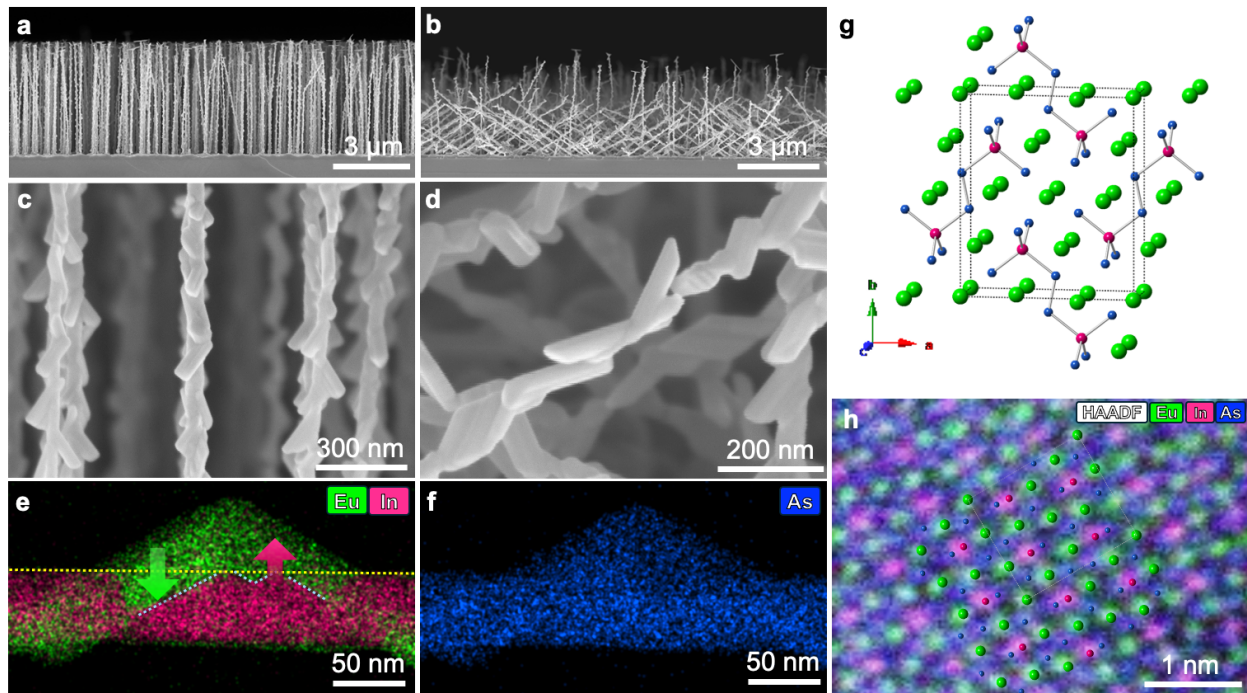 a
3 µm
b
3 µm
c
300 nm
d
200 nm
e
Eu
In
50 nm
f
As
50 nm
g
b
c
a
h
HAADF Eu In As
1 nm